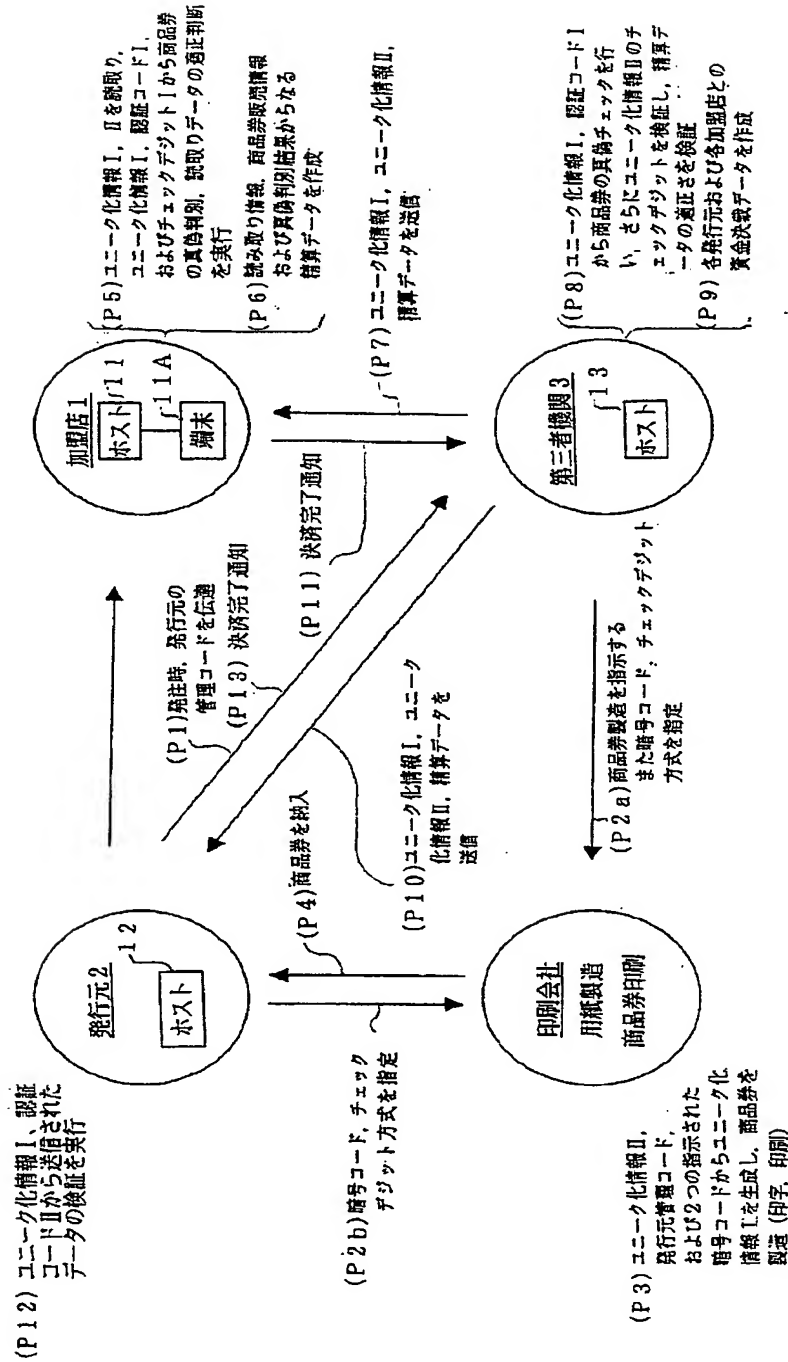 (P12) ユニーク化情報Ⅰ、認証
コードⅡから送信された
データの検証を実行
発行元2
12
ホスト
(P1)発注時、発行元の
管理コードを伝達
(P13)決済完了通知
加盟店1
ホスト
11
11A
端末
(P5)ユニーク化情報Ⅰ、Ⅱを読取り、
ユニーク化情報Ⅰ、認証コードⅠ、
およびチェックデジットⅠから商品券
の真偽判別、読取りデータの適正判断
を実行
(P6)読み取り情報、商品券販売情報
および真偽判別結果からなる
精算データを作成
(P4)商品券を納入
(P2b)暗号コード、チェック
デジット方式を指定
(P10)ユニーク化情報Ⅰ、ユニーク
化情報Ⅱ、精算データを
送信
(P11)決済完了通知
(P7)ユニーク化情報Ⅰ、ユニーク化情報Ⅱ、
精算データを送信
印刷会社
用紙製造
商品券印刷
(P3)ユニーク化情報Ⅱ、
発行元管理コード、
および2つの指示された
暗号コードからユニーク化
情報Ⅰを生成し、商品券を
製造(印字、印刷)
(P2a)商品券製造を指示する
また暗号コード、チェックデジット
方式を指定
第三者機関3
13
ホスト
(P8)ユニーク化情報Ⅰ、認証コードⅠ
から商品券の真偽チェックを行
い、さらにユニーク化情報Ⅱのチ
ェックデジットを検証し、精算デ
ータの適正さを検証
(P9)各発行元および各加盟店との
資金決裁データを作成